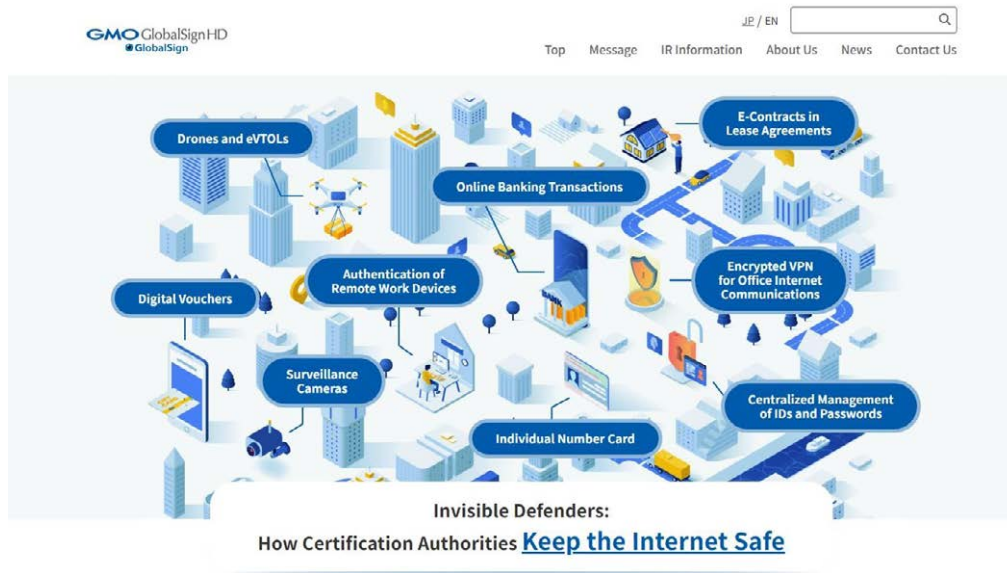 JP / EN
GMO GlobalSign HD
GlobalSign
Top Message IR Information About Us News Contact Us
E-Contracts in
Lease Agreements
Drones and eVTOLs
Online Banking Transactions
Authentication of
Remote Work Devices
Encrypted VPN
for Office Internet
Communications
Digital Vouchers
Surveillance
Cameras
Centralized Management
of IDs and Passwords
Individual Number Card
Invisible Defenders:
How Certification Authorities Keep the Internet Safe